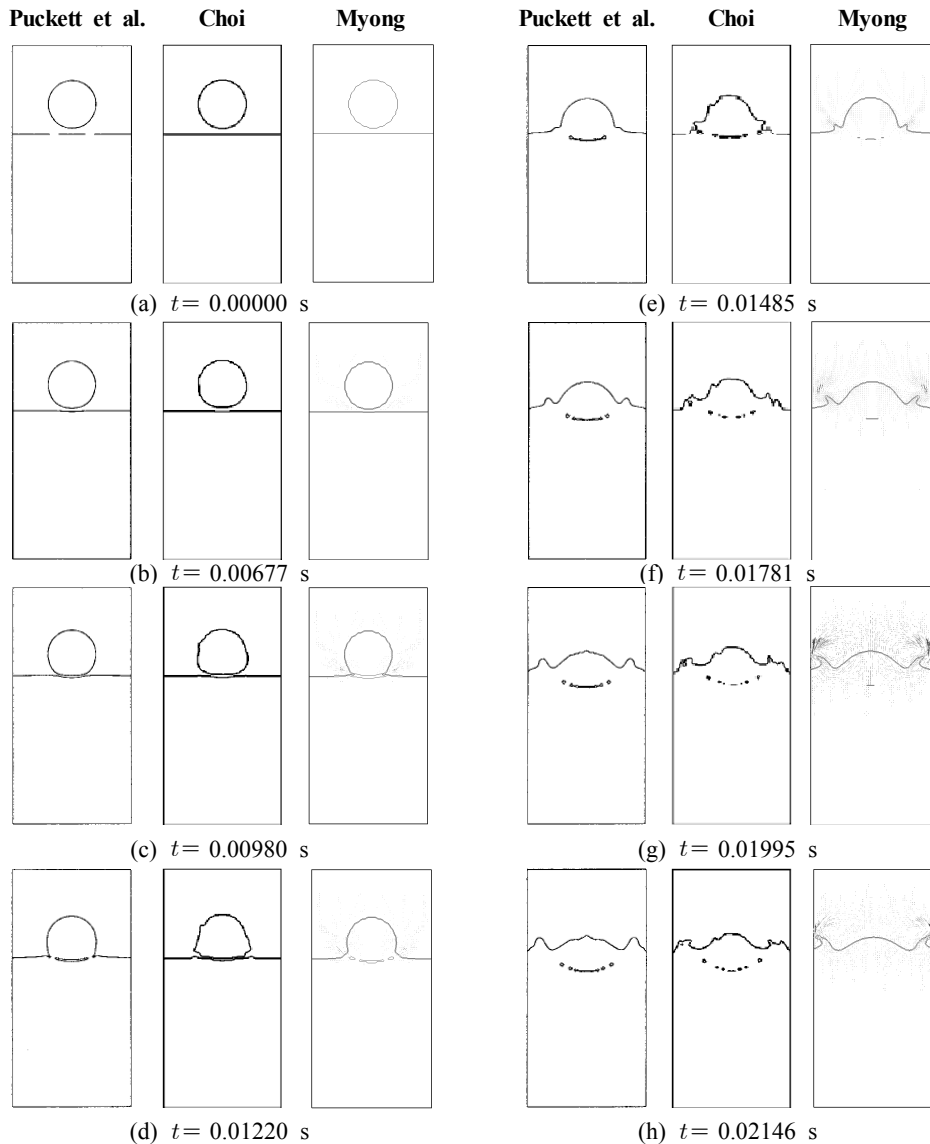 Puckett et al. Choi Myong
(a) t= 0.00000 s
(b) t= 0.00677 s
(c) t= 0.00980 s
(d) t= 0.01220 s
Puckett et al. Choi Myong
(e) t= 0.01485 s
(f) t= 0.01781 s
(g) t= 0.01995 s
(h) t= 0.02146 s